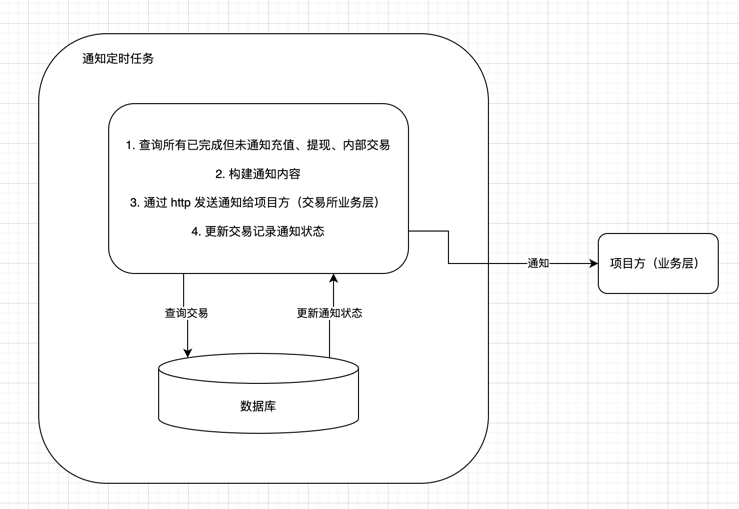 通知定时任务
1. 查询所有已完成但未通知充值、提现、内部交易
2. 构建通知内容
3. 通过 http 发送通知给项目方（交易所业务层）
4. 更新交易记录通知状态
通知
项目方（业务层）
查询交易
更新通知状态
数据库